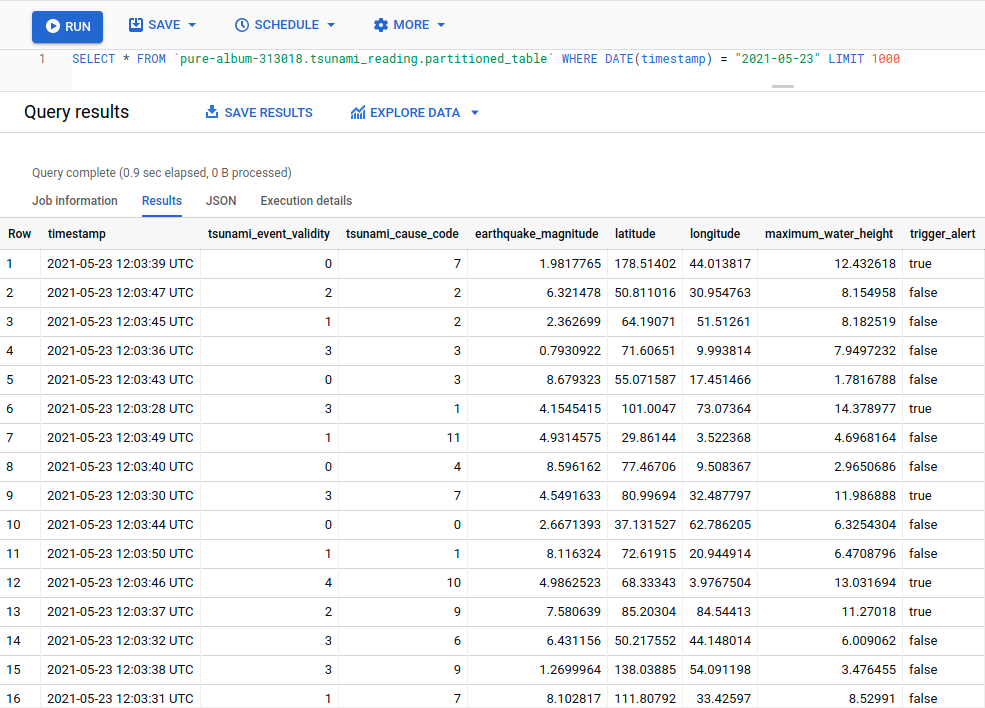 RUN SAVE SCHEDULE MORE
1 SELECT * FROM `pure-album-313018.tsunami_reading.partitioned_table` WHERE DATE(timestamp) = "2021-05-23" LIMIT 1000
Query results SAVE RESULTS EXPLORE DATA
Query complete (0.9 sec elapsed, 0 B processed)
Job information Results JSON Execution details
Row timestamp tsunami_event_validity tsunami_cause_code earthquake_magnitude latitude longitude maximum_water_height trigger_alert
1 2021-05-23 12:03:39 UTC 0 7 1.9817765 178.51402 44.013817 12.432618 true
2 2021-05-23 12:03:47 UTC 2 2 6.321478 50.811016 30.954763 8.154958 false
3 2021-05-23 12:03:45 UTC 1 2 2.362699 64.19071 51.51261 8.182519 false
4 2021-05-23 12:03:36 UTC 3 3 0.7930922 71.60651 9.993814 7.9497232 false
5 2021-05-23 12:03:43 UTC 0 3 8.679323 55.071587 17.451466 1.7816788 false
6 2021-05-23 12:03:28 UTC 3 1 4.1545415 101.0047 73.07364 14.378977 true
7 2021-05-23 12:03:49 UTC 1 11 4.9314575 29.86144 3.522368 4.6968164 false
8 2021-05-23 12:03:40 UTC 0 4 8.596162 77.46706 9.508367 2.9650686 false
9 2021-05-23 12:03:30 UTC 3 7 4.5491633 80.99694 32.487797 11.986888 true
10 2021-05-23 12:03:44 UTC 0 0 2.6671393 37.131527 62.786205 6.3254304 false
11 2021-05-23 12:03:50 UTC 1 1 8.116324 72.61915 20.944914 6.4708796 false
12 2021-05-23 12:03:46 UTC 4 10 4.9862523 68.33343 3.9767504 13.031694 true
13 2021-05-23 12:03:37 UTC 2 9 7.580639 85.20304 84.54413 11.27018 true
14 2021-05-23 12:03:32 UTC 3 6 6.431156 50.217552 44.148014 6.009062 false
15 2021-05-23 12:03:38 UTC 3 9 1.2699964 138.03885 54.091198 3.476455 false
16 2021-05-23 12:03:31 UTC 1 7 8.102817 111.80792 33.42597 8.52991 false